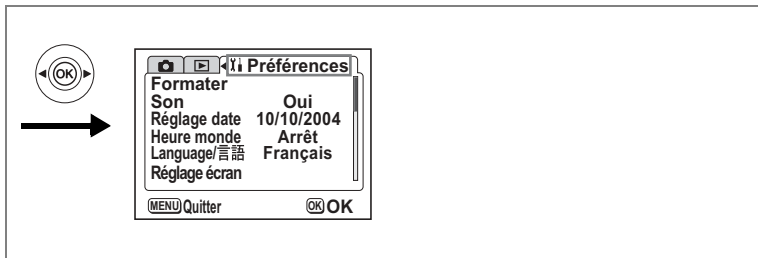 OK
Préférences
Formater
Son Oui
Réglage date 10/10/2004
Heure monde Arrêt
Language/言語 Français
Réglage écran
MENU Quitter OK OK